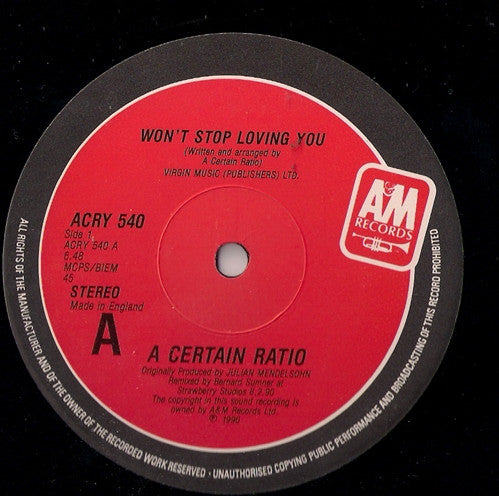 WON'T STOP LOVING YOU
(Written and arranged by
A Certain Ratio)
VIRGIN MUSIC (PUBLISHERS) LTD.
A&M
RECORDS
ACRY 540
Side 1
ACRY 540 A
6.48
MCPS/BIEM
45
STEREO
Made in England
A
A CERTAIN RATIO
Originally Produced by JULIAN MENDELSOHN
Remixed by Bernard Sumner at
Strawberry Studios 8.2.90
The copyright in this sound recording is
owned by A&M Records Ltd.
℗ 1990
ALL RIGHTS OF THE MANUFACTURER AND OF THE OWNER OF THE RECORDED WORK RESERVED - UNAUTHORISED COPYING PUBLIC PERFORMANCE AND BROADCASTING OF THIS RECORD PROHIBITED